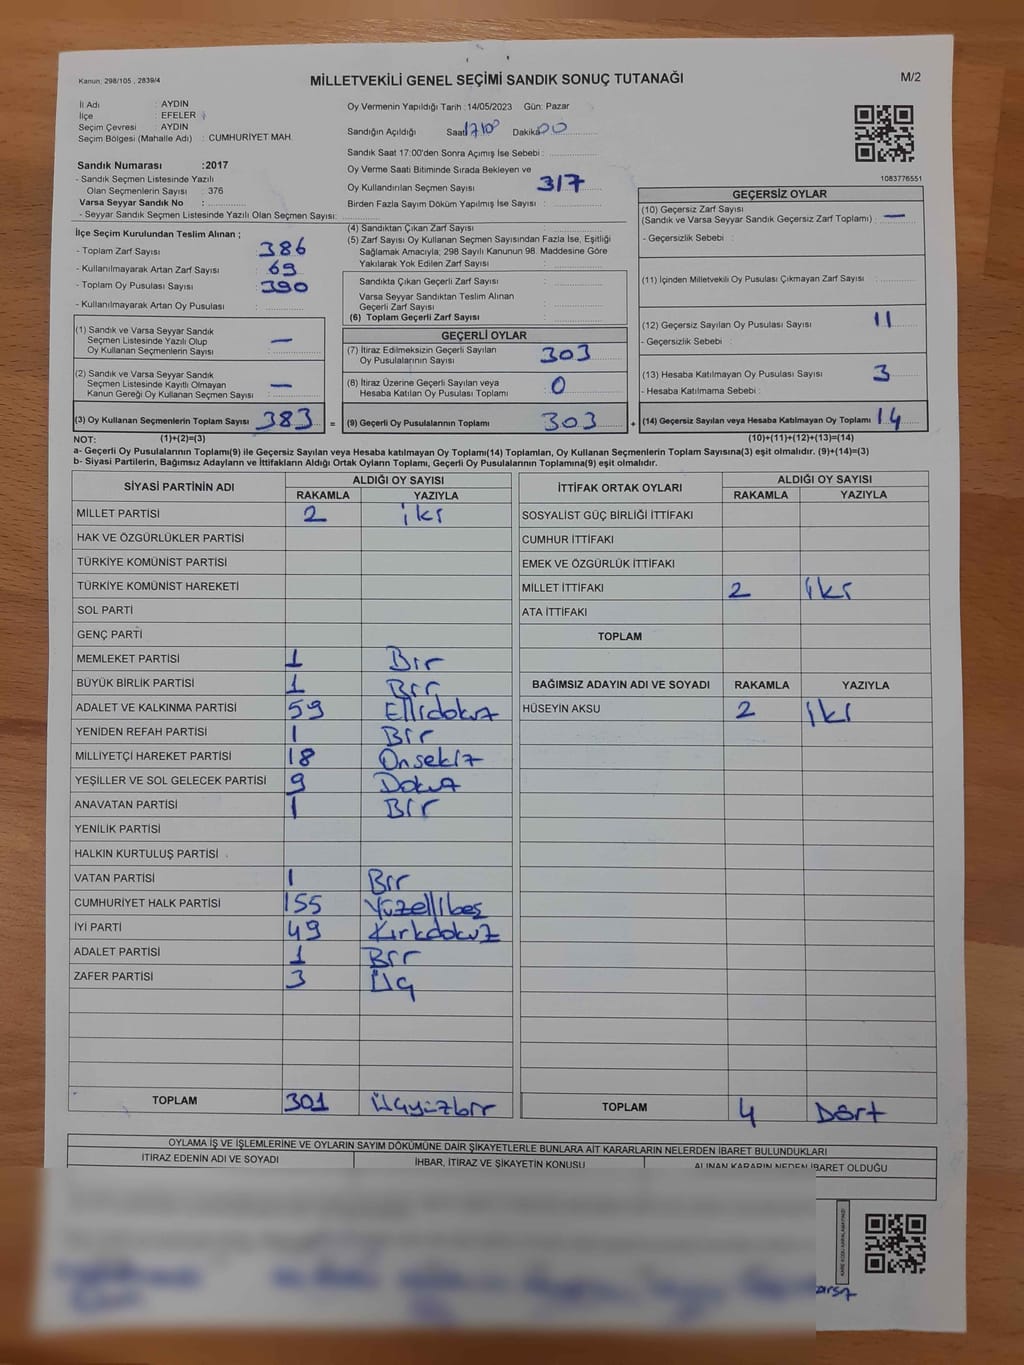 Kanun: 298/105 , 2839/4
MİLLETVEKİLİ GENEL SEÇİMİ SANDIK SONUÇ TUTANAĞI
M/2
İl Adı : AYDIN
İlçe : EFELER
Seçim Çevresi : AYDIN
Seçim Bölgesi (Mahalle Adı) : CUMHURİYET MAH.
Sandık Numarası :2017
- Sandık Seçmen Listesinde Yazılı
Olan Seçmenlerin Sayısı : 376
Varsa Seyyar Sandık No :
- Seyyar Sandık Seçmen Listesinde Yazılı Olan Seçmen Sayısı:
Oy Vermenin Yapıldığı Tarih :14/05/2023 Gün: Pazar
Sandığın Açıldığı Saat Dakika 00
Sandık Saat 17:00'den Sonra Açımış İse Sebebi :
Oy Verme Saati Bitiminde Sırada Bekleyen ve
Oy Kullandırılan Seçmen Sayısı 317
Birden Fazla Sayım Döküm Yapılmış İse Sayısı :
1083776551
İlçe Seçim Kurulundan Teslim Alınan ;
- Toplam Zarf Sayısı : 386
- Kullanılmayarak Artan Zarf Sayısı : 69
- Toplam Oy Pusulası Sayısı : 390
- Kullanılmayarak Artan Oy Pusulası :
(4) Sandıktan Çıkan Zarf Sayısı :
(5) Zarf Sayısı Oy Kullanan Seçmen Sayısından Fazla İse, Eşitliği
Sağlamak Amacıyla, 298 Sayılı Kanunun 98. Maddesine Göre
Yakılarak Yok Edilen Zarf Sayısı :
Sandıkta Çıkan Geçerli Zarf Sayısı :
Varsa Seyyar Sandıktan Teslim Alınan
Geçerli Zarf Sayısı :
(6) Toplam Geçerli Zarf Sayısı :
GEÇERSİZ OYLAR
(10) Geçersiz Zarf Sayısı
(Sandık ve Varsa Seyyar Sandık Geçersiz Zarf Toplamı) : —
- Geçersizlik Sebebi :
(11) İçinden Milletvekili Oy Pusulası Çıkmayan Zarf Sayısı :
(12) Geçersiz Sayılan Oy Pusulası Sayısı : 11
- Geçersizlik Sebebi :
(13) Hesaba Katılmayan Oy Pusulası Sayısı : 3
- Hesaba Katılmama Sebebi :
(14) Geçersiz Sayılan veya Hesaba Katılmayan Oy Toplamı : 14
(10)+(11)+(12)+(13)=(14)
(1) Sandık ve Varsa Seyyar Sandık
Seçmen Listesinde Yazılı Olup
Oy Kullanan Seçmenlerin Sayısı : —
(2) Sandık ve Varsa Seyyar Sandık
Seçmen Listesinde Kayıtlı Olmayan
Kanun Gereği Oy Kullanan Seçmen Sayısı : —
(3) Oy Kullanan Seçmenlerin Toplam Sayısı : 383 =
GEÇERLİ OYLAR
(7) İtiraz Edilmeksizin Geçerli Sayılan
Oy Pusulalarının Sayısı : 303
(8) İtiraz Üzerine Geçerli Sayılan veya
Hesaba Katılan Oy Pusulası Toplamı : 0
(9) Geçerli Oy Pusulalarının Toplamı : 303 +
NOT: (1)+(2)=(3)
a- Geçerli Oy Pusulaların Toplamı(9) ile Geçersiz Sayılan veya Hesaba katılmayan Oy Toplamı(14) Toplamları, Oy Kullanan Seçmenlerin Toplam Sayısına(3) eşit olmalıdır. (9)+(14)=(3)
b- Siyasi Partilerin, Bağımsız Adayların ve İttifakların Aldığı Ortak Oyların Toplamı, Geçerli Oy Pusulalarının Toplamına(9) eşit olmalıdır.
SİYASİ PARTİNİN ADI ALDIĞI OY SAYISI
RAKAMLA YAZIYLA
MİLLET PARTİSİ 2 iki
HAK VE ÖZGÜRLÜKLER PARTİSİ
TÜRKİYE KOMÜNİST PARTİSİ
TÜRKİYE KOMÜNİST HAREKETİ
SOL PARTİ
GENÇ PARTİ
MEMLEKET PARTİSİ 1 Bir
BÜYÜK BİRLİK PARTİSİ 1 Bir
ADALET VE KALKINMA PARTİSİ 59 Ellidokuz
YENİDEN REFAH PARTİSİ 1 Bir
MİLLİYETÇİ HAREKET PARTİSİ 18 Onsekiz
YEŞİLLER VE SOL GELECEK PARTİSİ 9 Dokuz
ANAVATAN PARTİSİ 1 Bir
YENİLİK PARTİSİ
HALKIN KURTULUŞ PARTİSİ
VATAN PARTİSİ 1 Bir
CUMHURİYET HALK PARTİSİ 155 Yüzellibeş
İYİ PARTİ 49 Kırkdokuz
ADALET PARTİSİ 1 Bir
ZAFER PARTİSİ 3 Üç
TOPLAM 301 Üçyüzbir
İTTİFAK ORTAK OYLARI ALDIĞI OY SAYISI
RAKAMLA YAZIYLA
SOSYALİST GÜÇ BİRLİĞİ İTTİFAKI
CUMHUR İTTİFAKI
EMEK VE ÖZGÜRLÜK İTTİFAKI
MİLLET İTTİFAKI 2 iki
ATA İTTİFAKI
TOPLAM
BAĞIMSIZ ADAYIN ADI VE SOYADI RAKAMLA YAZIYLA
HÜSEYİN AKSU 2 iki
TOPLAM 4 Dört
OYLAMA İŞ VE İŞLEMLERİNE VE OYLARIN SAYIM DÖKÜMÜNE DAİR ŞİKAYETLERLE BUNLARA AİT KARARLARIN NELERDEN İBARET BULUNDUKLARI
İTİRAZ EDENİN ADI VE SOYADI İHBAR, İTİRAZ VE ŞİKAYETİN KONUSU ALINAN KARARIN NEDEN İBARET OLDUĞU